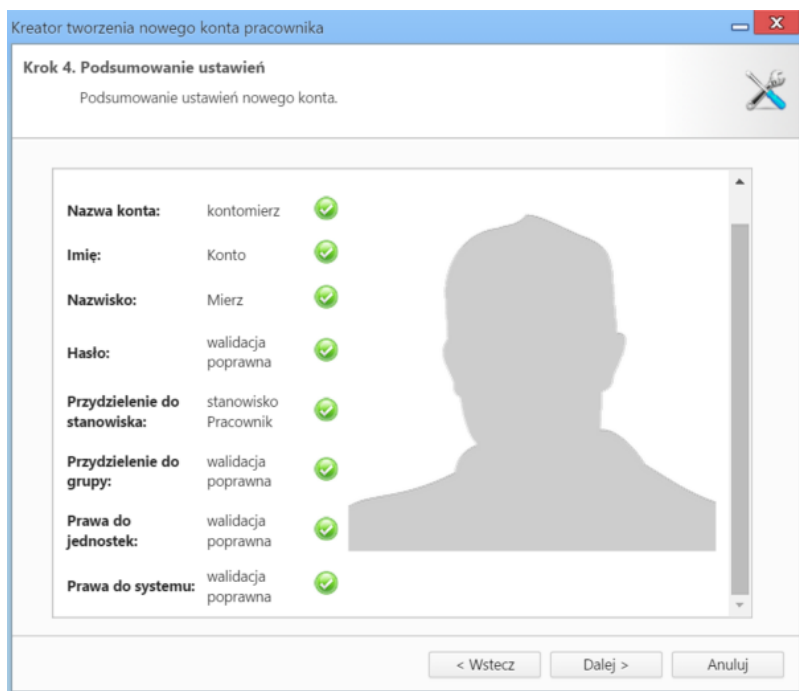 Kreator tworzenia nowego konta pracownika
Krok 4. Podsumowanie ustawień
Podsumowanie ustawień nowego konta.
Nazwa konta: kontomierz
Imię: Konto
Nazwisko: Mierz
Hasło: walidacja
poprawna
Przydzielenie do stanowisko
stanowiska: Pracownik
Przydzielenie do walidacja
grupy: poprawna
Prawa do walidacja
jednostek: poprawna
Prawa do systemu: walidacja
poprawna
< Wstecz Dalej > Anuluj